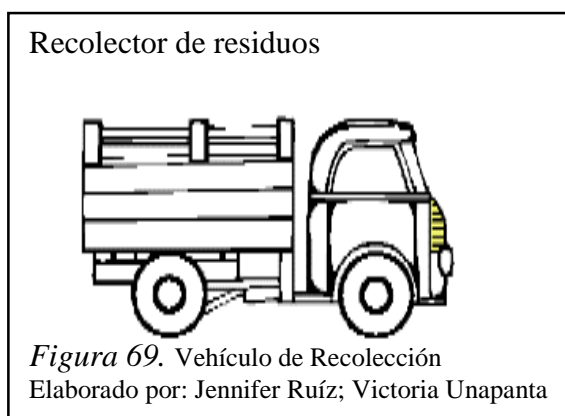 Recolector de residuos
Figura 69. Vehículo de Recolección
Elaborado por: Jennifer Ruíz; Victoria Unapanta